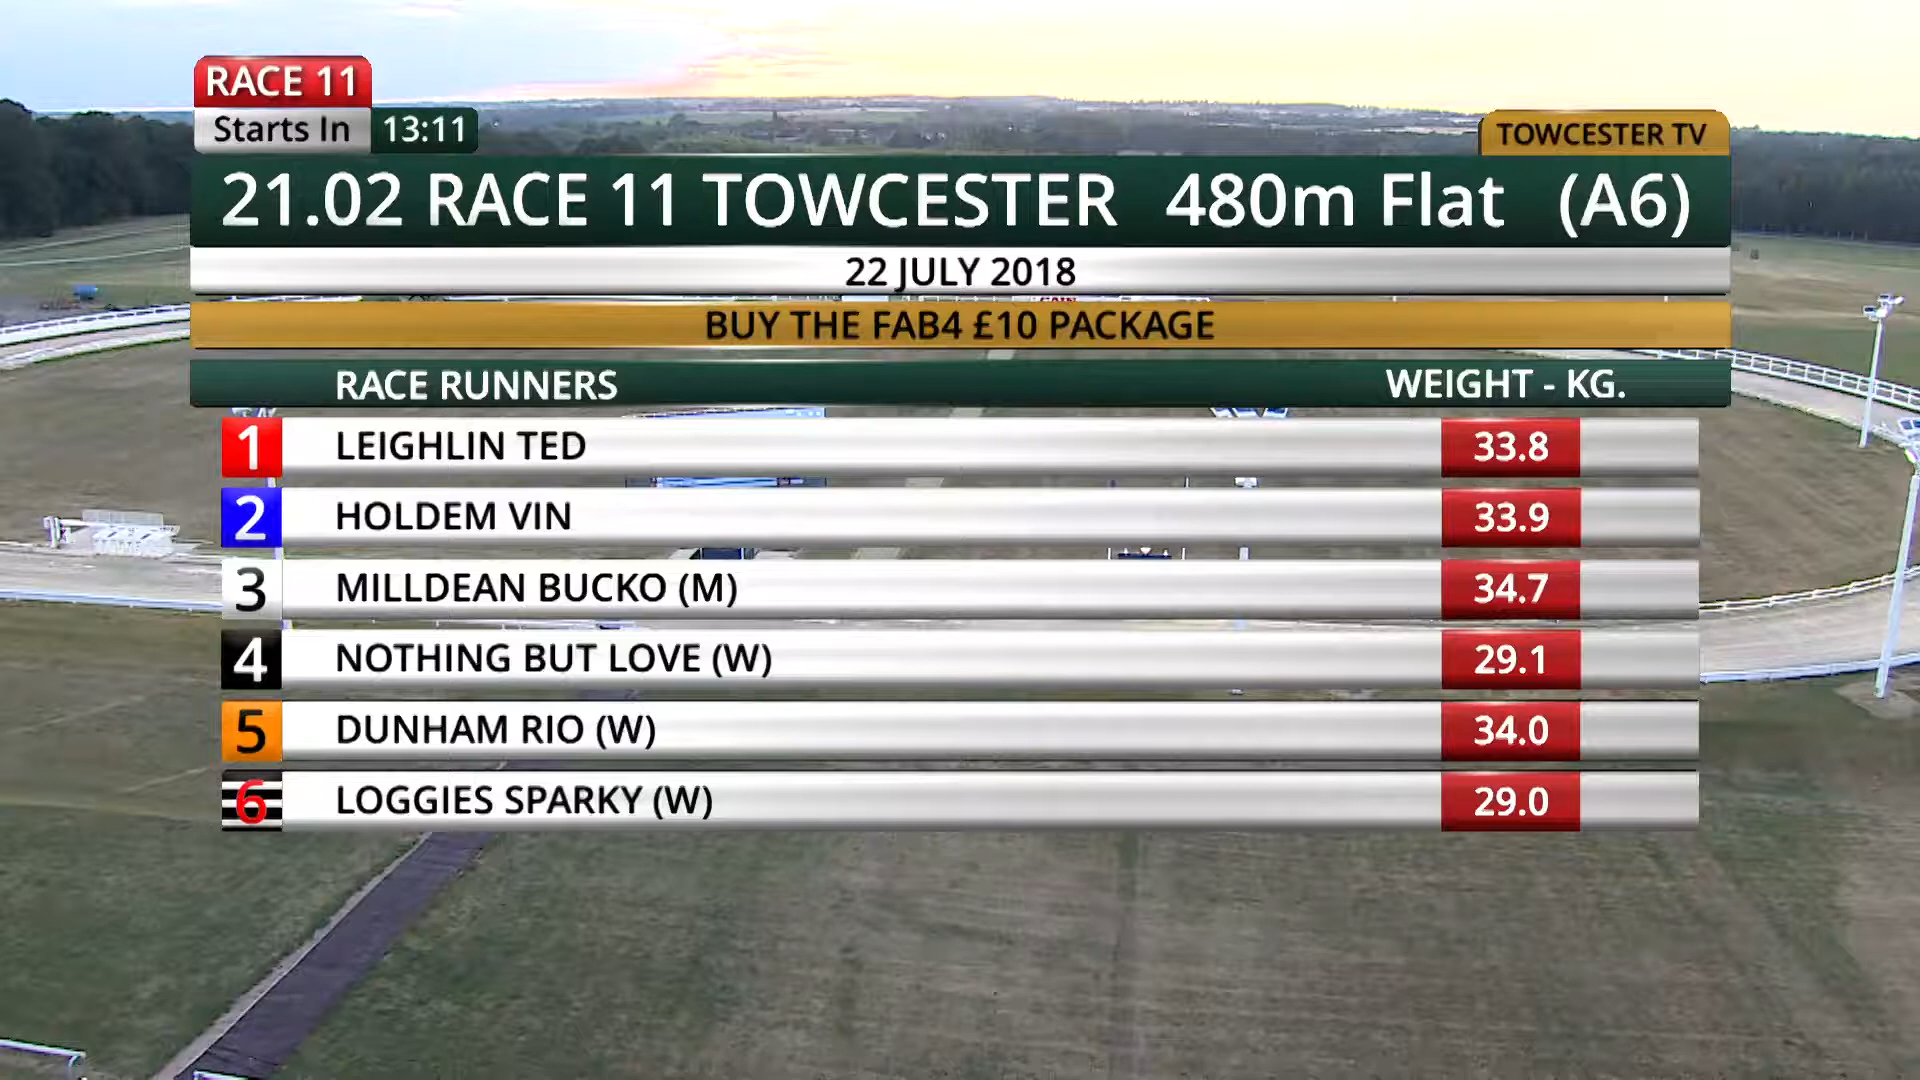 RACE 11
Starts In 13:11
TOWCESTER TV
21.02 RACE 11 TOWCESTER 480m Flat (A6)
22 JULY 2018
BUY THE FAB4 £10 PACKAGE
RACE RUNNERS WEIGHT - KG.
1 LEIGHLIN TED 33.8
2 HOLDEM VIN 33.9
3 MILLDEAN BUCKO (M) 34.7
4 NOTHING BUT LOVE (W) 29.1
5 DUNHAM RIO (W) 34.0
6 LOGGIES SPARKY (W) 29.0